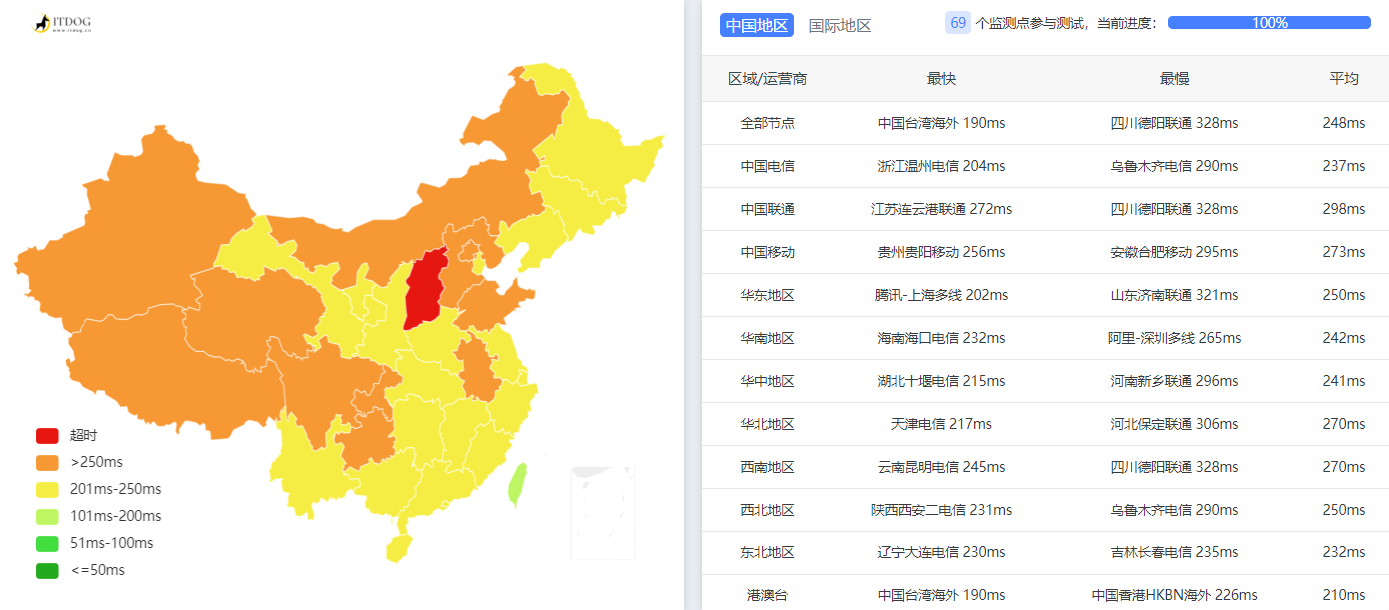 ITDOG
www.itdog.cn
超时
>250ms
201ms-250ms
101ms-200ms
51ms-100ms
<=50ms
中国地区 国际地区 69 个监测点参与测试，当前进度： 100%
区域/运营商 最快 最慢 平均
全部节点 中国台湾海外 190ms 四川德阳联通 328ms 248ms
中国电信 浙江温州电信 204ms 乌鲁木齐电信 290ms 237ms
中国联通 江苏连云港联通 272ms 四川德阳联通 328ms 298ms
中国移动 贵州贵阳移动 256ms 安徽合肥移动 295ms 273ms
华东地区 腾讯-上海多线 202ms 山东济南联通 321ms 250ms
华南地区 海南海口电信 232ms 阿里-深圳多线 265ms 242ms
华中地区 湖北十堰电信 215ms 河南新乡联通 296ms 241ms
华北地区 天津电信 217ms 河北保定联通 306ms 270ms
西南地区 云南昆明电信 245ms 四川德阳联通 328ms 270ms
西北地区 陕西西安二电信 231ms 乌鲁木齐电信 290ms 250ms
东北地区 辽宁大连电信 230ms 吉林长春电信 235ms 232ms
港澳台 中国台湾海外 190ms 中国香港HKBN海外 226ms 210ms